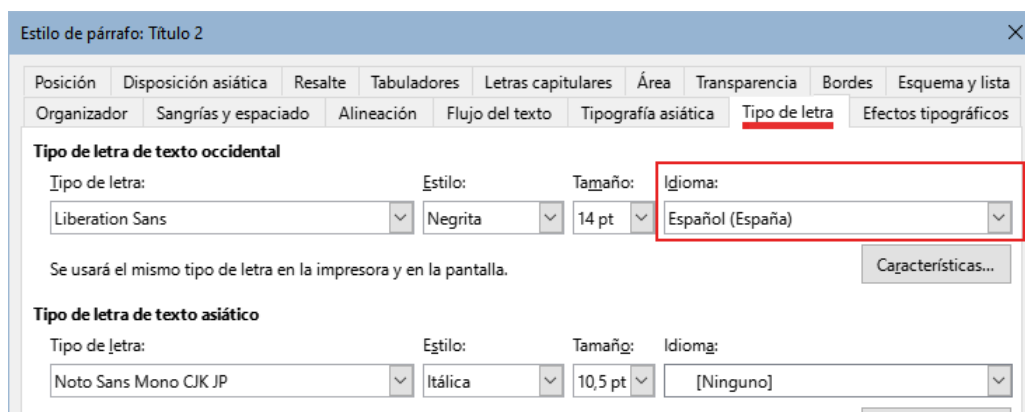 Estilo de párrafo: Título 2
Posición Disposición asiática Resalte Tabuladores Letras capitulares Área Transparencia Bordes Esquema y lista
Organizador Sangrías y espaciado Alineación Flujo del texto Tipografía asiática Tipo de letra Efectos tipográficos
Tipo de letra de texto occidental
Tipo de letra: Estilo: Tamaño: Idioma:
Liberation Sans Negrita 14 pt Español (España)
Se usará el mismo tipo de letra en la impresora y en la pantalla. Características...
Tipo de letra de texto asiático
Tipo de letra: Estilo: Tamaño: Idioma:
Noto Sans Mono CJK JP Itálica 10,5 pt [Ninguno]